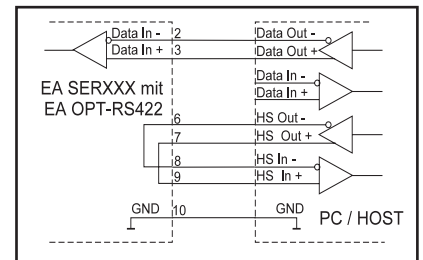 Data In - 2 Data Out -
Data In + 3 Data Out +
Data In -
Data In +
EA SERXXX mit
EA OPT-RS422
6 HS Out -
7 HS Out +
8 HS In -
9 HS In +
GND 10 GND
PC / HOST